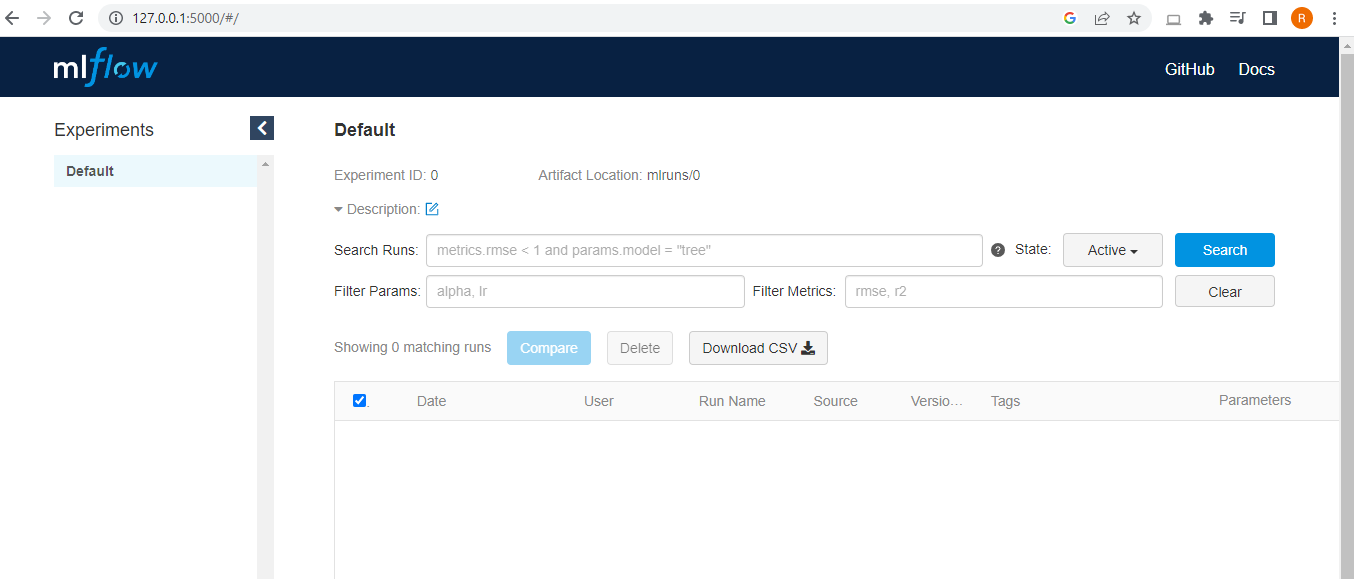 127.0.0.1:5000/#/
R
mlflow
GitHub Docs
Experiments
Default
Default
Experiment ID: 0 Artifact Location: mlruns/0
Description:
Search Runs: metrics.rmse < 1 and params.model = "tree" ? State: Active Search
Filter Params: alpha, lr Filter Metrics: rmse, r2 Clear
Showing 0 matching runs Compare Delete Download CSV
Date User Run Name Source Versio… Tags Parameters